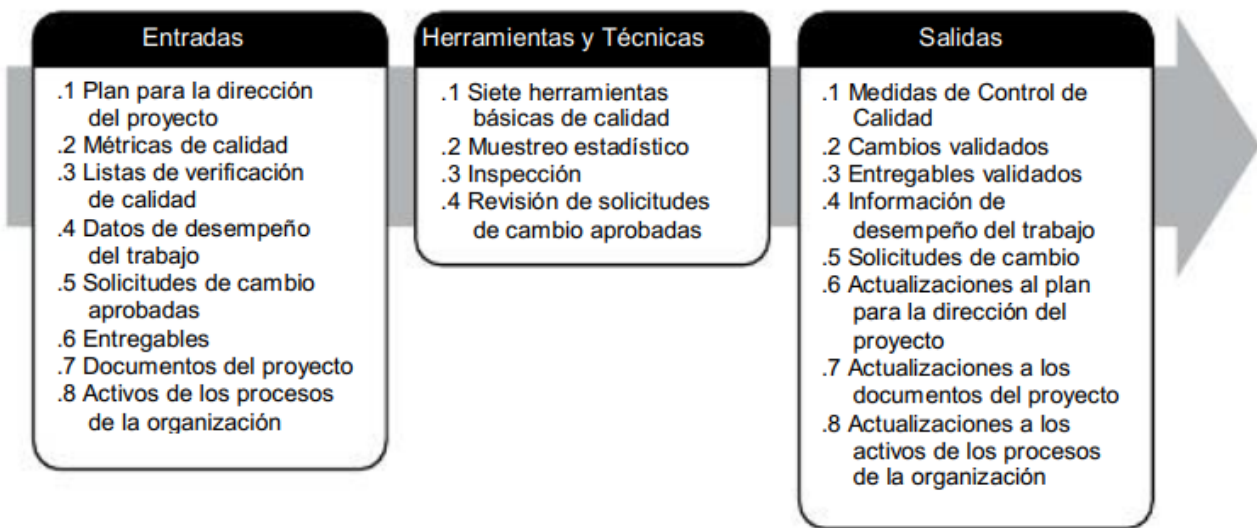 Entradas
.1 Plan para la dirección
del proyecto
.2 Métricas de calidad
.3 Listas de verificación
de calidad
.4 Datos de desempeño
del trabajo
.5 Solicitudes de cambio
aprobadas
.6 Entregables
.7 Documentos del proyecto
.8 Activos de los procesos
de la organización
Herramientas y Técnicas
.1 Siete herramientas
básicas de calidad
.2 Muestreo estadístico
.3 Inspección
.4 Revisión de solicitudes
de cambio aprobadas
Salidas
.1 Medidas de Control de
Calidad
.2 Cambios validados
.3 Entregables validados
.4 Información de
desempeño del trabajo
.5 Solicitudes de cambio
.6 Actualizaciones al plan
para la dirección del
proyecto
.7 Actualizaciones a los
documentos del proyecto
.8 Actualizaciones a los
activos de los procesos
de la organización